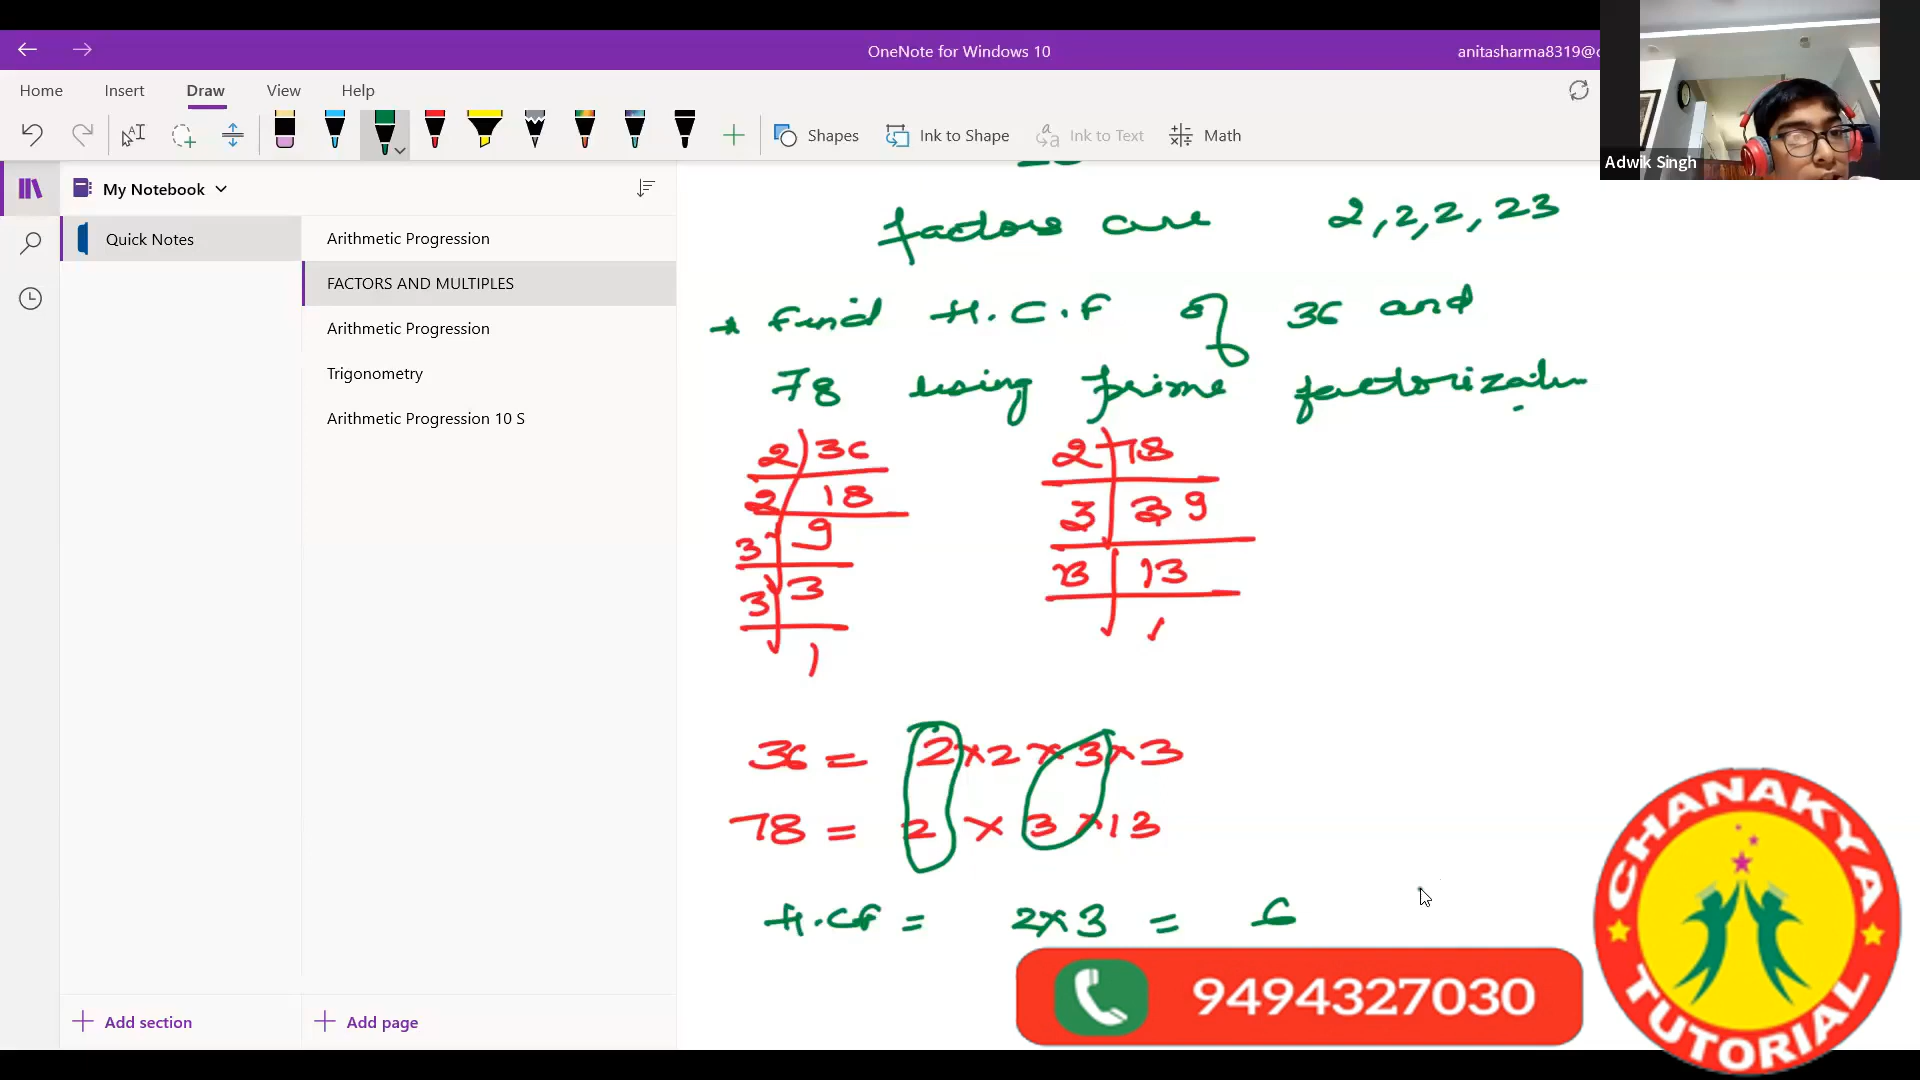 OneNote for Windows 10
anitasharma8319@
Home Insert Draw View Help
Shapes Ink to Shape Ink to Text Math
Adwik Singh
My Notebook
Quick Notes
Arithmetic Progression
FACTORS AND MULTIPLES
Arithmetic Progression
Trigonometry
Arithmetic Progression 10 S
Add section
Add page
factors are 2,2,2,23
* Find H.C.F of 36 and
78 using prime factorization
2 36
2 18
3 9
3 3
1
2 78
3 39
13 13
1
36 = 2×2×3×3
78 = 2 × 3 ×13
H.CF = 2×3 = 6
9494327030
CHANAKYA
TUTORIAL